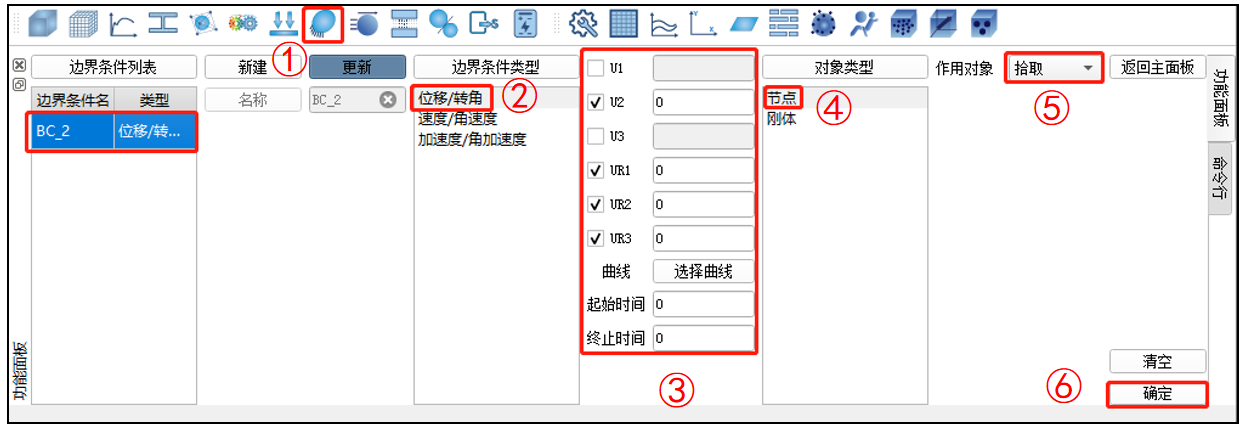 ①
边界条件列表
新建
更新
边界条件类型
对象类型
作用对象
拾取
返回主面板
边界条件名
类型
名称
BC_2
BC_2
位移/转...
位移/转角
②
速度/角速度
加速度/角加速度
U1
U2
0
U3
UR1
0
UR2
0
UR3
0
曲线
选择曲线
起始时间
0
终止时间
0
③
节点
④
刚体
⑤
清空
⑥
确定
功能面板
命令行
功能面板